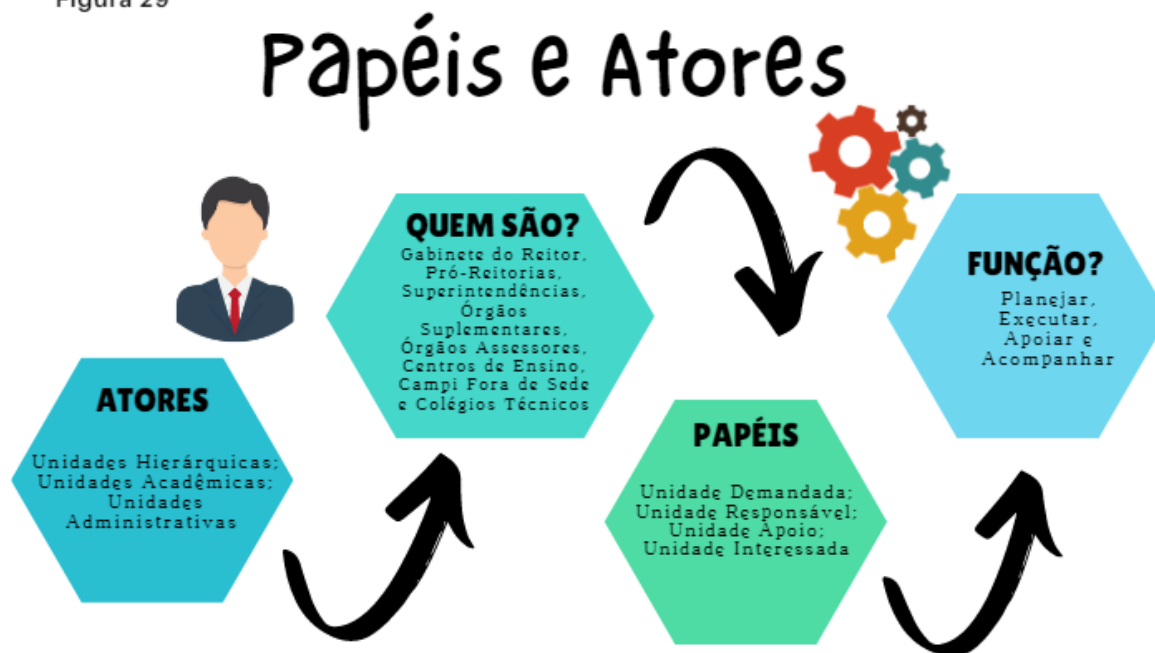 Figura 29
Papéis e Atores
ATORES
Unidades Hierárquicas;
Unidades Acadêmicas;
Unidades
Administrativas
QUEM SÃO?
Gabinete do Reitor,
Pró-Reitorias,
Superintendências,
Órgãos
Suplementares,
Órgãos Assessores,
Centros de Ensino,
Campi Fora de Sede
e Colégios Técnicos
PAPÉIS
Unidade Demandada;
Unidade Responsável;
Unidade Apoio;
Unidade Interessada
FUNÇÃO?
Planejar,
Executar,
Apoiar e
Acompanhar